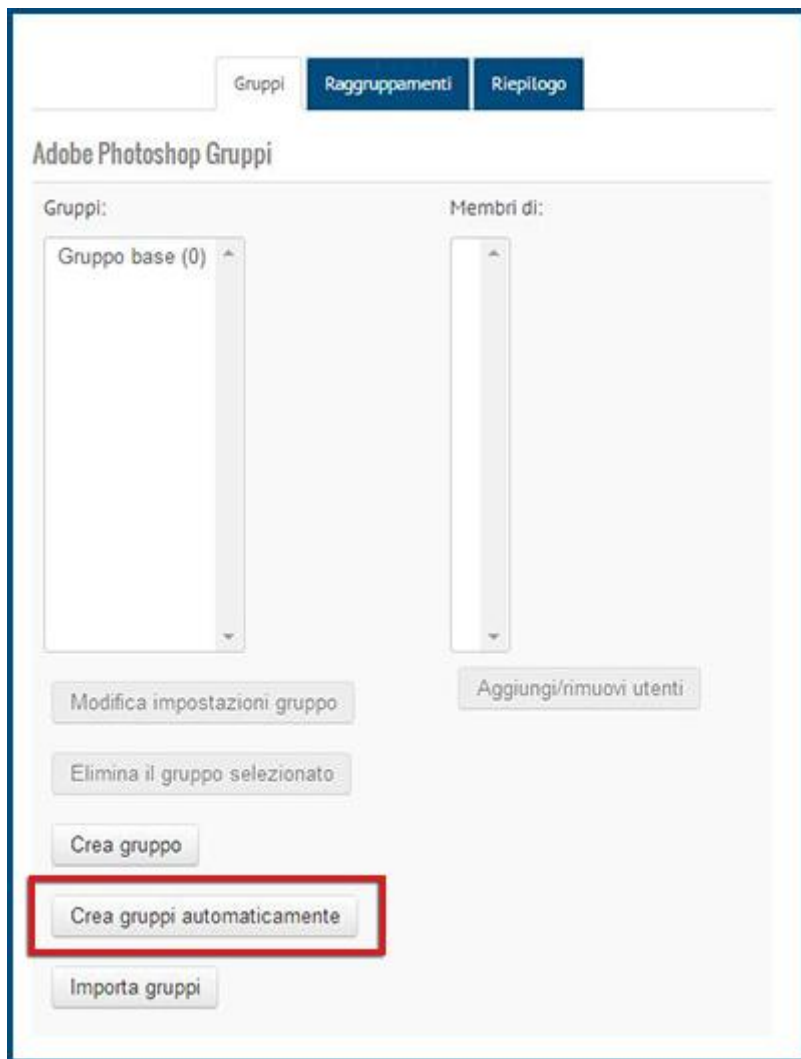 Gruppi Raggruppamenti Riepilogo
Adobe Photoshop Gruppi
Gruppi: Membri di:
Gruppo base (0)
Modifica impostazioni gruppo Aggiungi/rimuovi utenti
Elimina il gruppo selezionato
Crea gruppo
Crea gruppi automaticamente
Importa gruppi